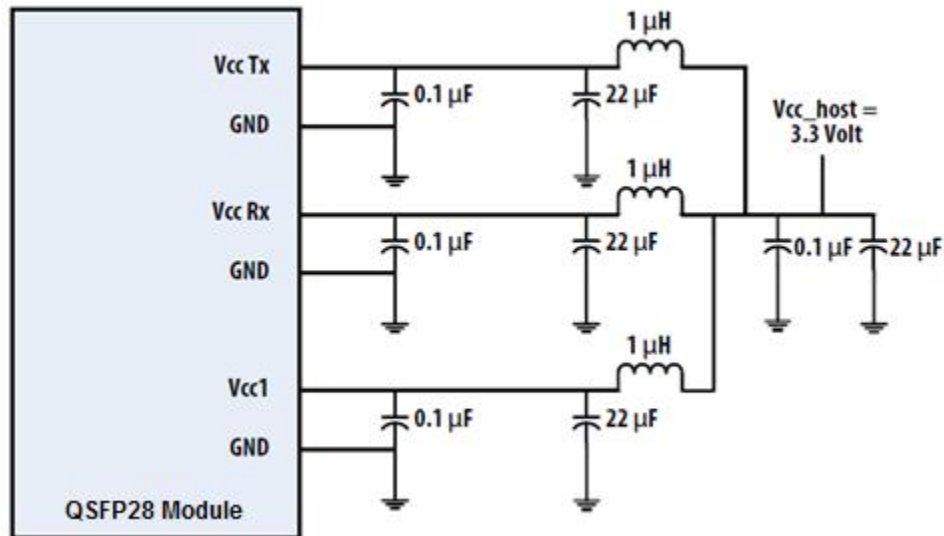 1 µH
Vcc Tx
0.1 µF
22 µF
GND
Vcc_host =
3.3 Volt
1 µH
Vcc Rx
0.1 µF
22 µF
0.1 µF
22 µF
GND
1 µH
Vcc1
0.1 µF
22 µF
GND
QSFP28 Module